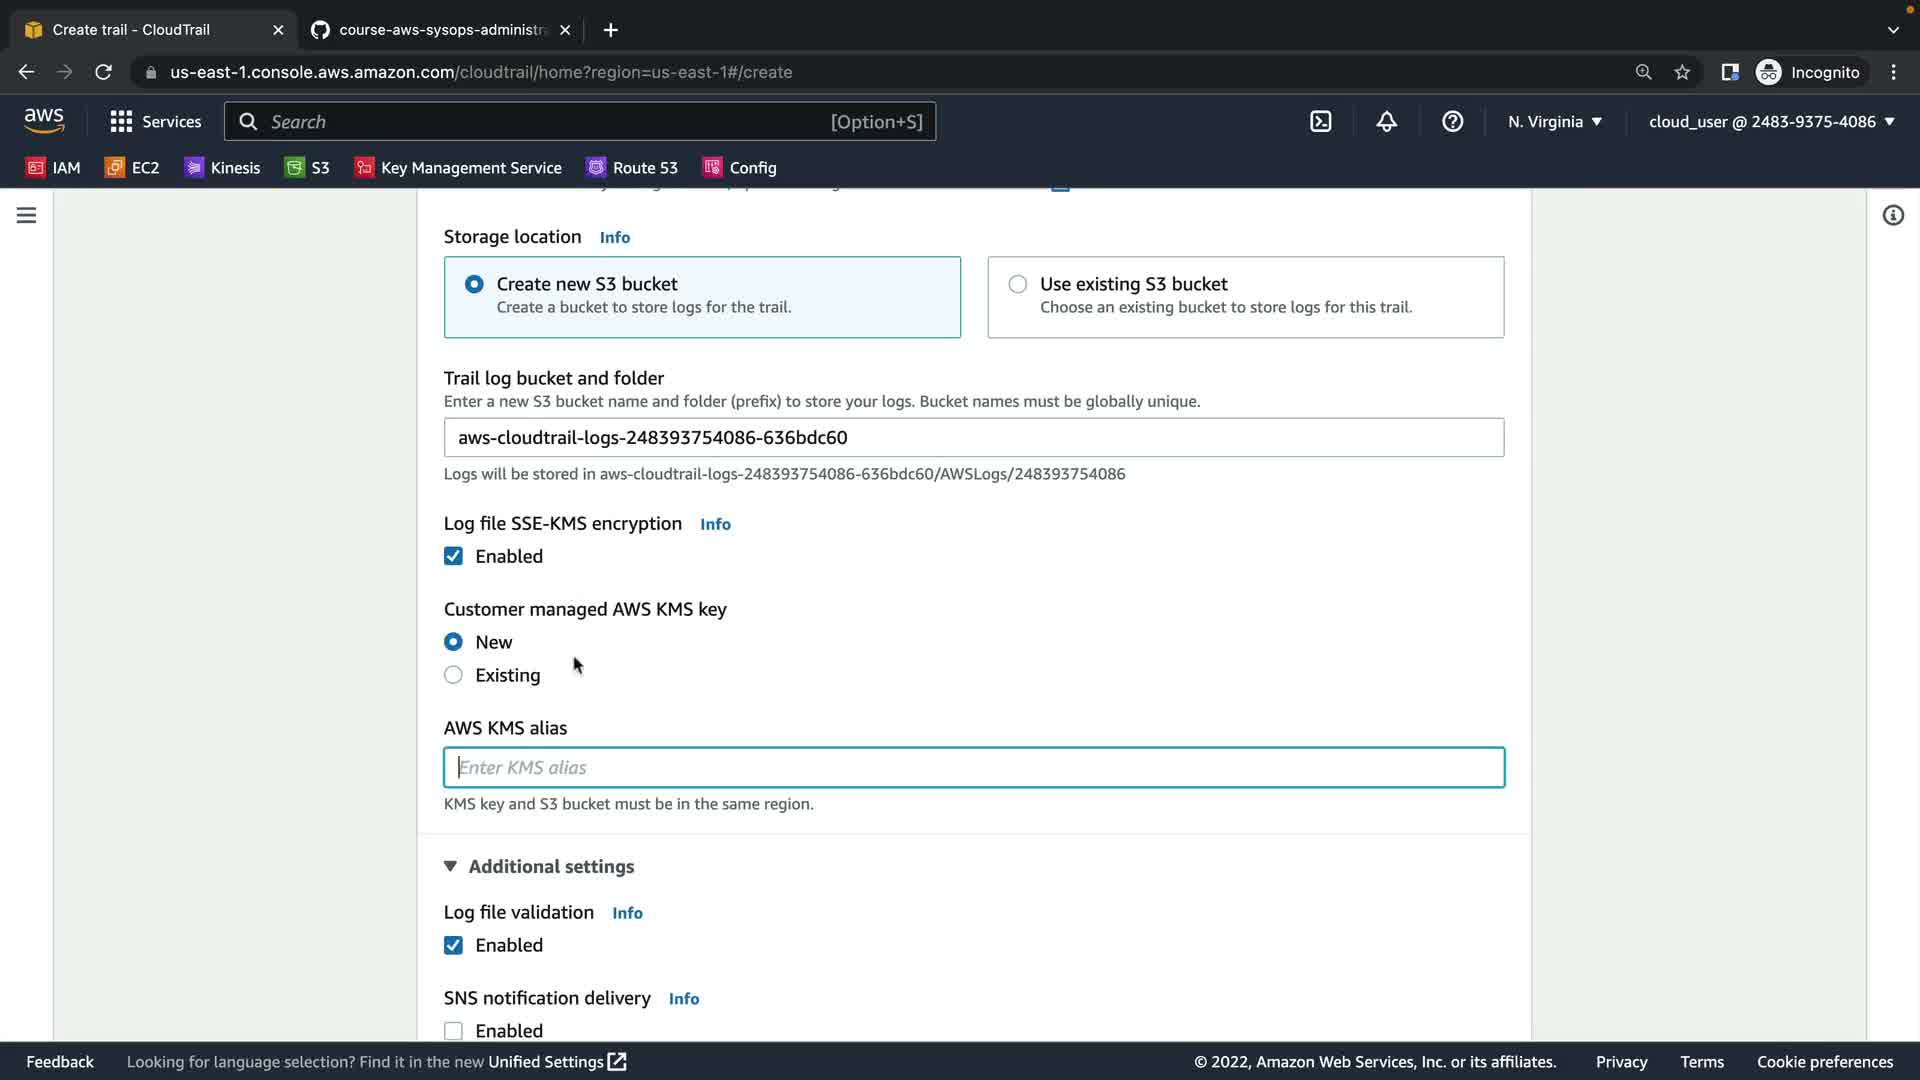 Create trail - CloudTrail
course-aws-sysops-administr
us-east-1.console.aws.amazon.com/cloudtrail/home?region=us-east-1#/create
Incognito
aws
Services
Search
[Option+S]
N. Virginia
cloud_user @ 2483-9375-4086
IAM
EC2
Kinesis
S3
Key Management Service
Route 53
Config
Storage location Info
Create new S3 bucket
Create a bucket to store logs for the trail.
Use existing S3 bucket
Choose an existing bucket to store logs for this trail.
Trail log bucket and folder
Enter a new S3 bucket name and folder (prefix) to store your logs. Bucket names must be globally unique.
aws-cloudtrail-logs-248393754086-636bdc60
Logs will be stored in aws-cloudtrail-logs-248393754086-636bdc60/AWSLogs/248393754086
Log file SSE-KMS encryption Info
Enabled
Customer managed AWS KMS key
New
Existing
AWS KMS alias
Enter KMS alias
KMS key and S3 bucket must be in the same region.
Additional settings
Log file validation Info
Enabled
SNS notification delivery Info
Enabled
Feedback
Looking for language selection? Find it in the new Unified Settings
© 2022, Amazon Web Services, Inc. or its affiliates.
Privacy
Terms
Cookie preferences